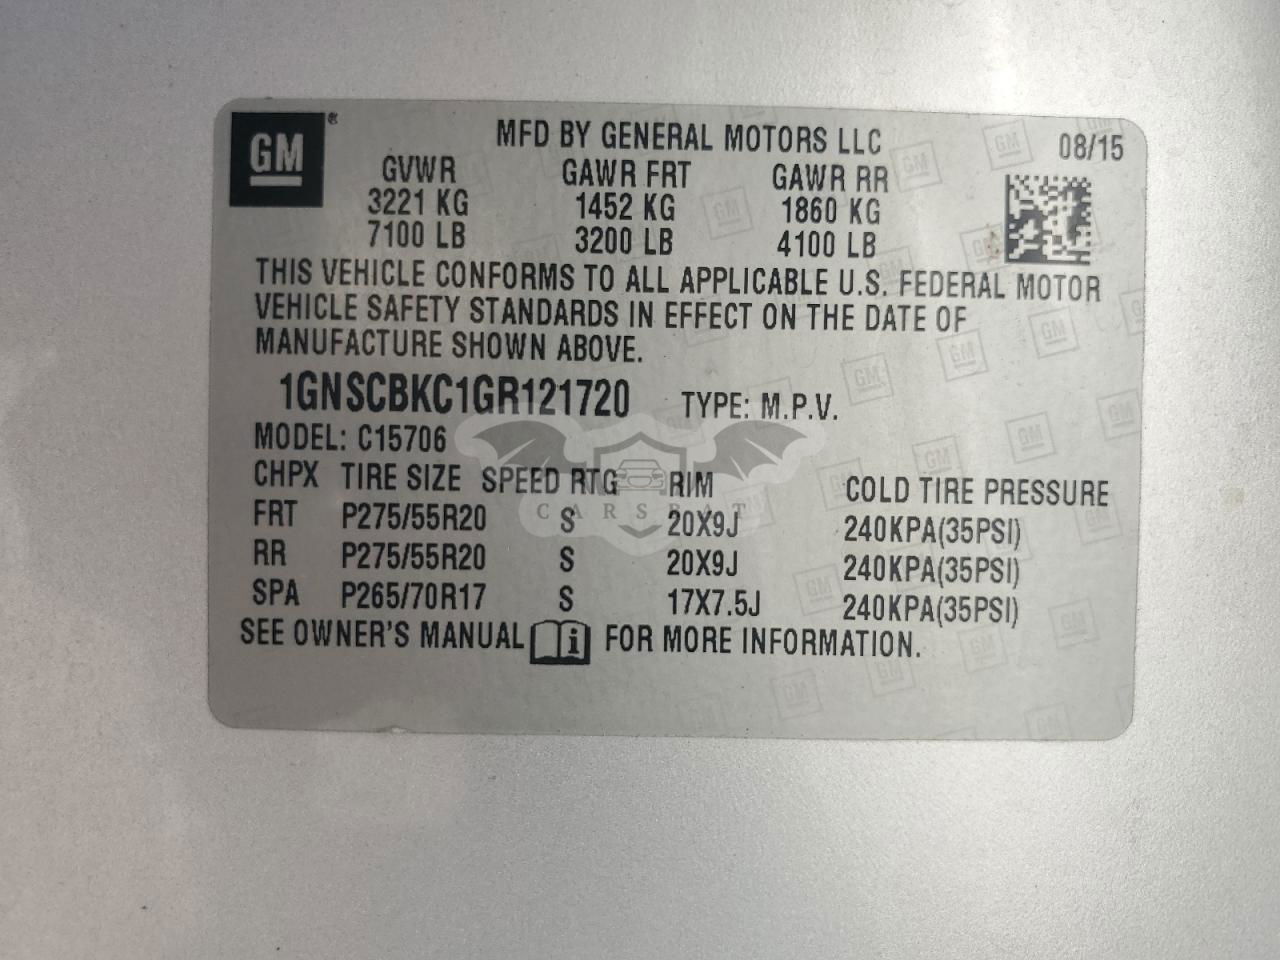 GM®
MFD BY GENERAL MOTORS LLC 08/15
GVWR GAWR FRT GAWR RR
3221 KG 1452 KG 1860 KG
7100 LB 3200 LB 4100 LB
THIS VEHICLE CONFORMS TO ALL APPLICABLE U.S. FEDERAL MOTOR
VEHICLE SAFETY STANDARDS IN EFFECT ON THE DATE OF
MANUFACTURE SHOWN ABOVE.
1GNSCBKC1GR121720 TYPE: M.P.V.
MODEL: C15706
CHPX TIRE SIZE SPEED RTG RIM COLD TIRE PRESSURE
FRT P275/55R20 S 20X9J 240KPA(35PSI)
CARSBAT
RR P275/55R20 S 20X9J 240KPA(35PSI)
SPA P265/70R17 S 17X7.5J 240KPA(35PSI)
SEE OWNER'S MANUAL i FOR MORE INFORMATION.